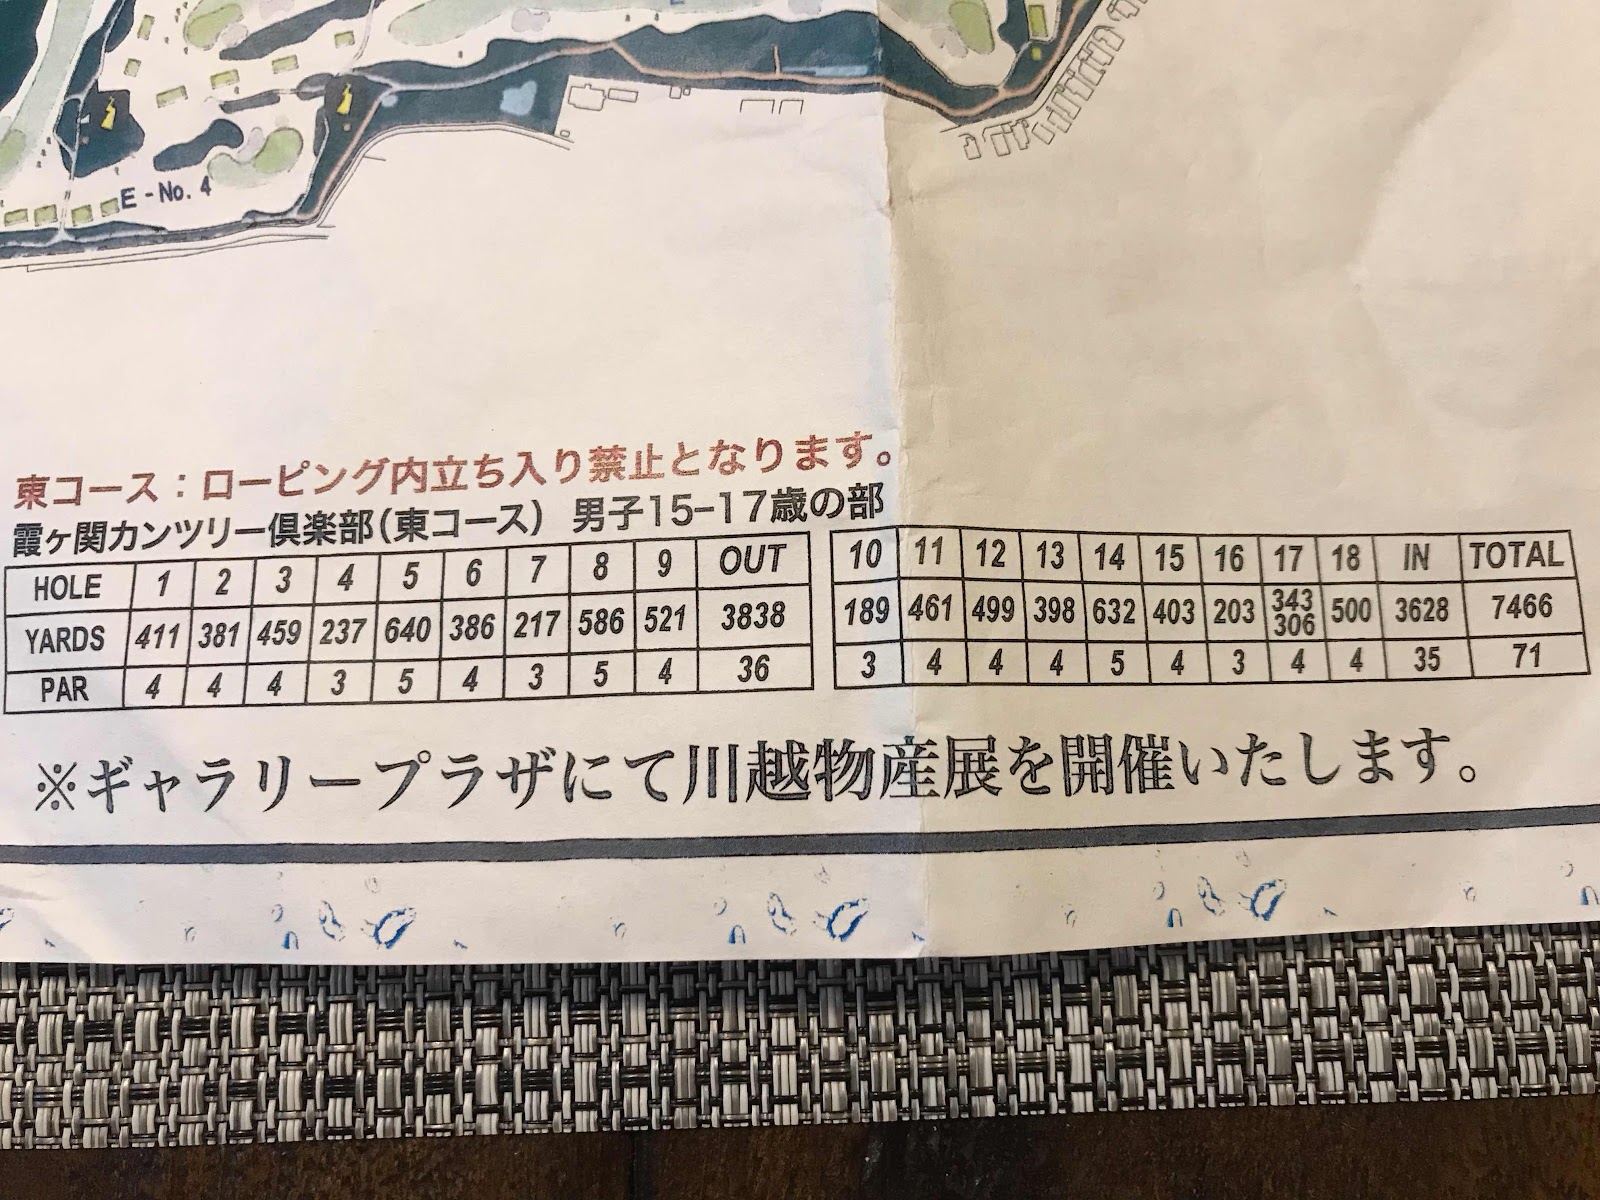 E - No. 4
東コース：ローピング内立ち入り禁止となります。
霞ヶ関カンツリー倶楽部（東コース） 男子15−17歳の部
HOLE 1 2 3 4 5 6 7 8 9 OUT 10 11 12 13 14 15 16 17 18 IN TOTAL
YARDS 411 381 459 237 640 386 217 586 521 3838 189 461 499 398 632 403 203 343 306 500 3628 7466
PAR 4 4 4 3 5 4 3 5 4 36 3 4 4 4 5 4 3 4 4 35 71
※ギャラリープラザにて川越物産展を開催いたします。